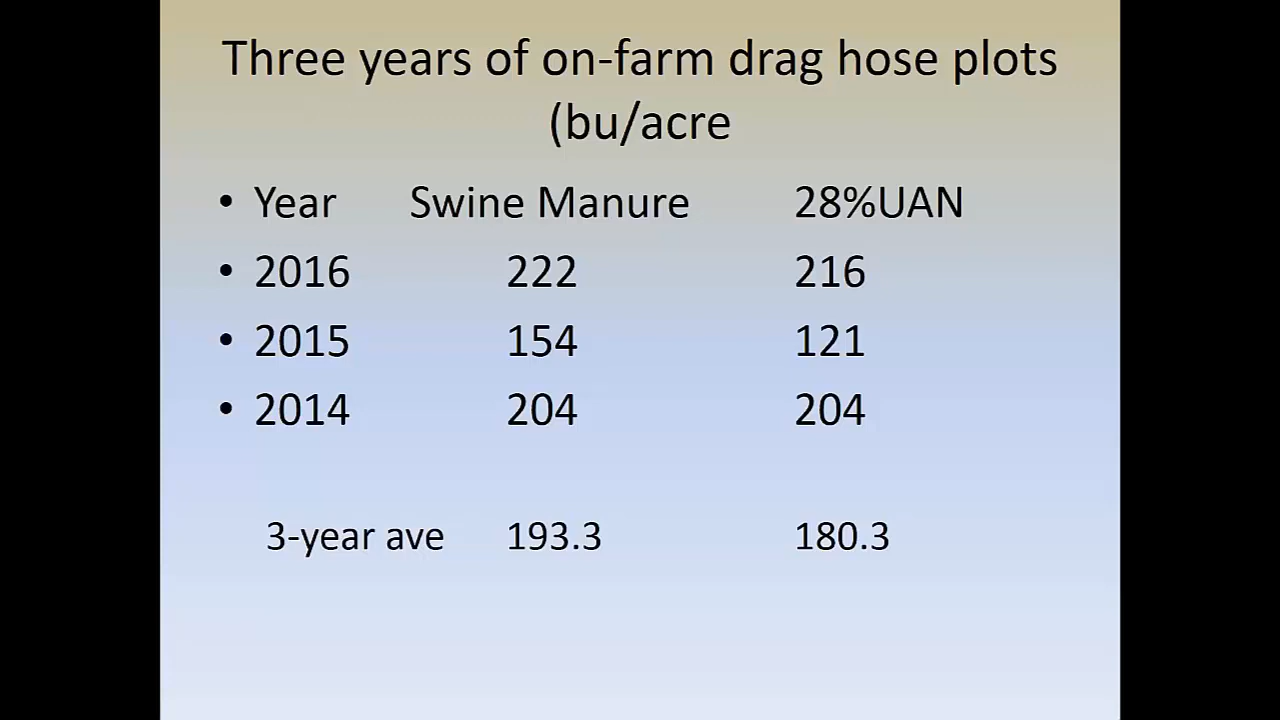 Three years of on-farm drag hose plots
(bu/acre
• Year Swine Manure 28%UAN
• 2016 222 216
• 2015 154 121
• 2014 204 204
3-year ave 193.3 180.3